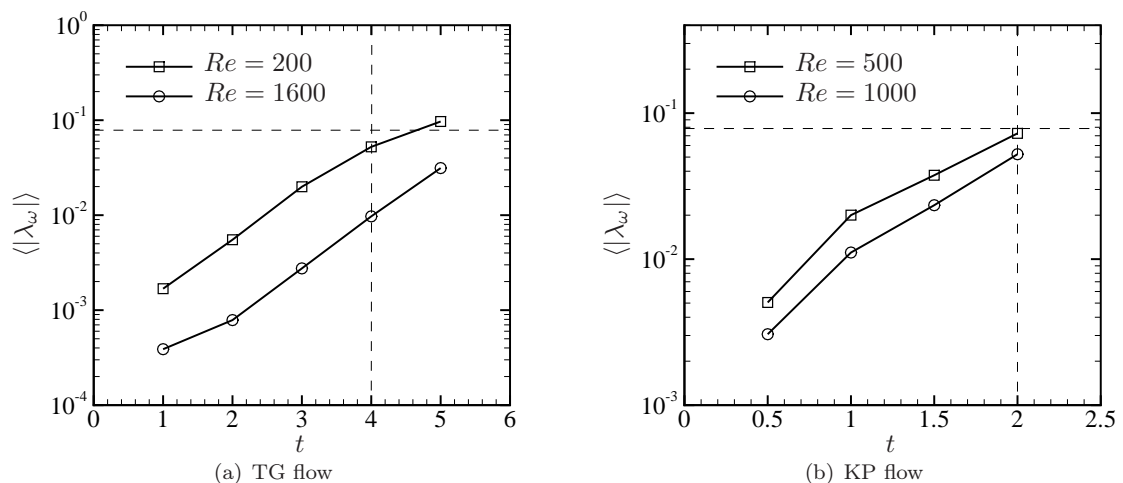 10^0
10^-1
10^-2
10^-3
10^-4
⟨|λ_ω|⟩
Re = 200
Re = 1600
0 1 2 3 4 5 6
t
(a) TG flow
10^-1
10^-2
10^-3
⟨|λ_ω|⟩
Re = 500
Re = 1000
0 0.5 1 1.5 2 2.5
t
(b) KP flow